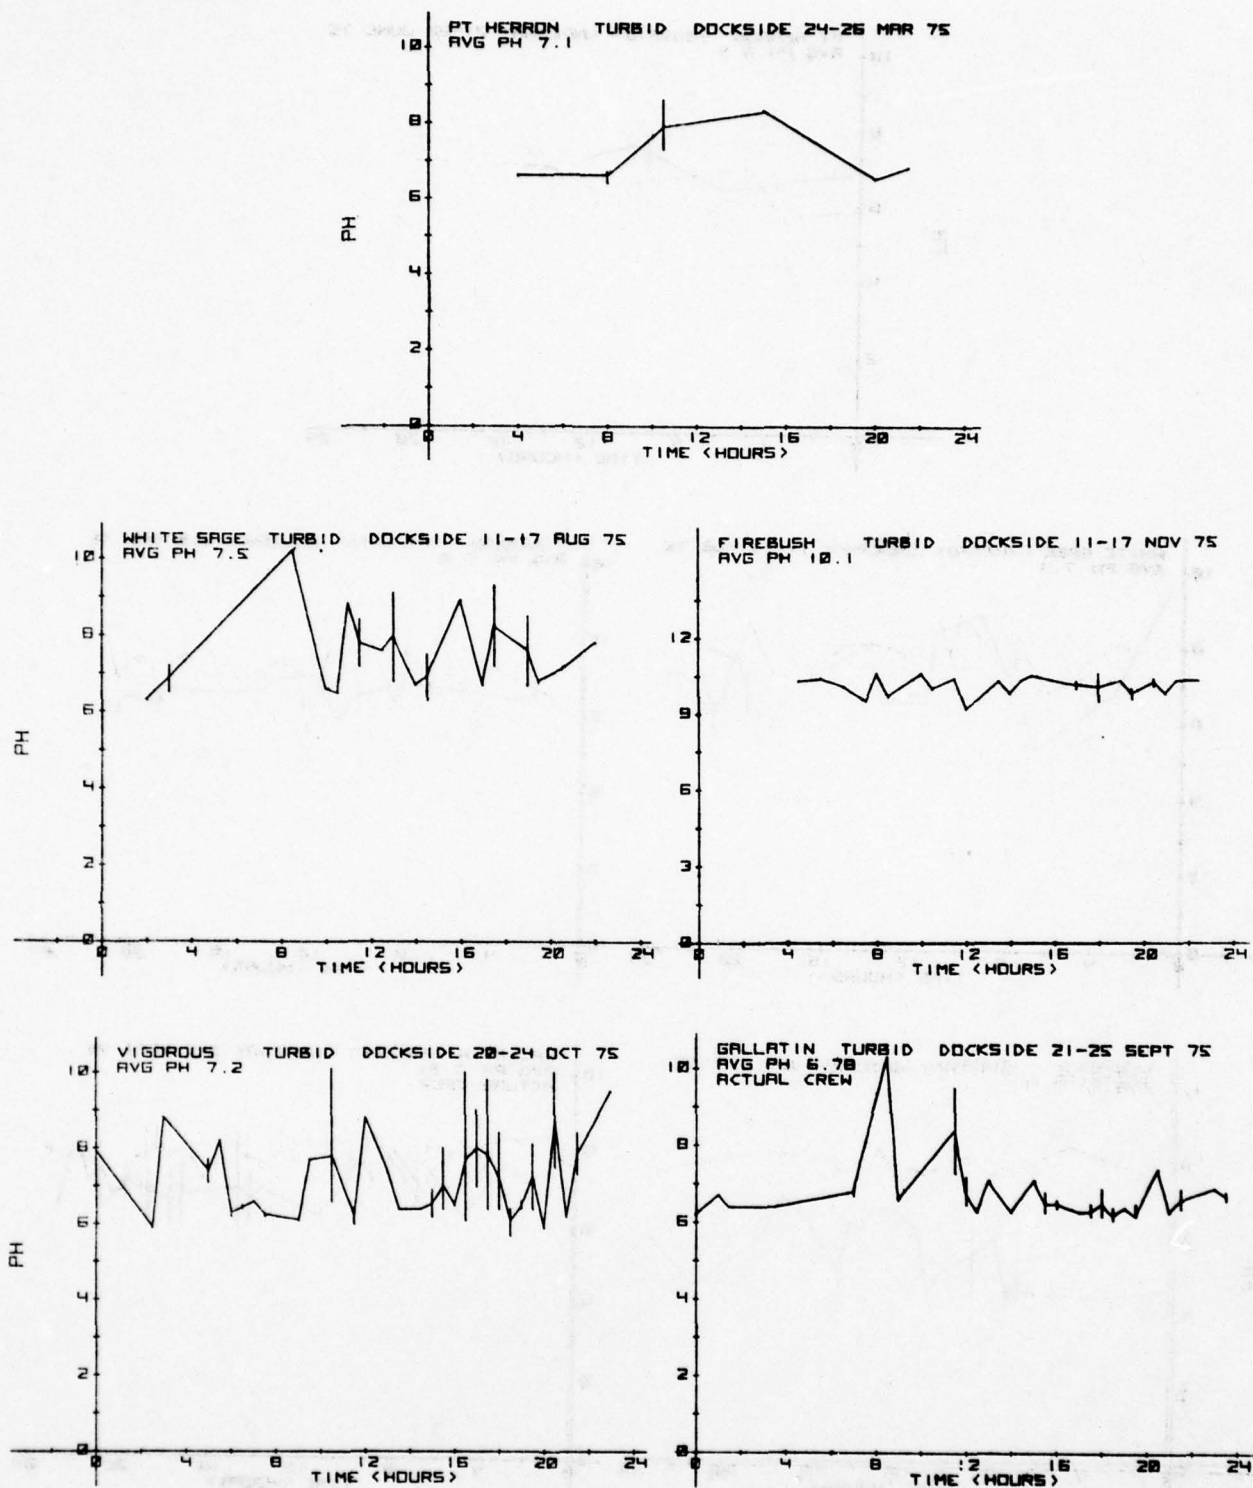 PT HERRON TURBID DOCKSIDE 24-26 MAR 75
AVG PH 7.1
10
8
6
4
2
0
PH
0 4 8 12 16 20 24
TIME <HOURS>
WHITE SAGE TURBID DOCKSIDE 11-17 AUG 75
AVG PH 7.5
10
8
6
4
2
0
PH
0 4 8 12 16 20 24
TIME <HOURS>
FIREBUSH TURBID DOCKSIDE 11-17 NOV 75
AVG PH 10.1
12
9
6
3
0
0 4 8 12 16 20 24
TIME <HOURS>
VIGOROUS TURBID DOCKSIDE 20-24 OCT 75
AVG PH 7.2
10
8
6
4
2
0
PH
0 4 8 12 16 20 24
TIME <HOURS>
GALLATIN TURBID DOCKSIDE 21-25 SEPT 75
AVG PH 6.70
ACTUAL CREW
10
8
6
4
2
0
0 4 8 12 16 20 24
TIME <HOURS>